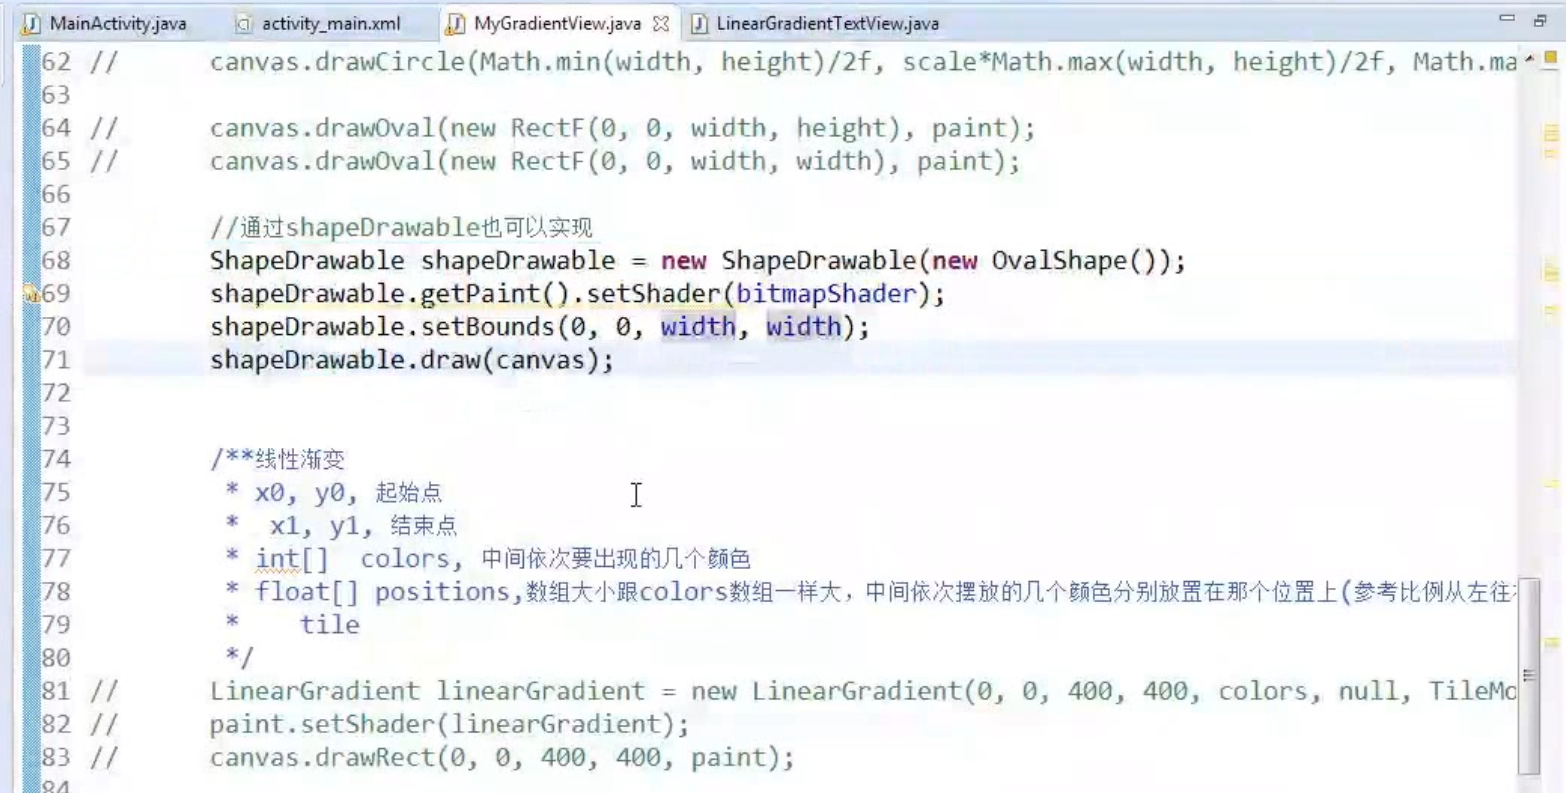 MainActivity.java activity_main.xml MyGradientView.java LinearGradientTextView.java
62 // canvas.drawCircle(Math.min(width, height)/2f, scale*Math.max(width, height)/2f, Math.ma
63
64 // canvas.drawOval(new RectF(0, 0, width, height), paint);
65 // canvas.drawOval(new RectF(0, 0, width, width), paint);
66
67 //通过shapeDrawable也可以实现
68 ShapeDrawable shapeDrawable = new ShapeDrawable(new OvalShape());
69 shapeDrawable.getPaint().setShader(bitmapShader);
70 shapeDrawable.setBounds(0, 0, width, width);
71 shapeDrawable.draw(canvas);
72
73
74 /**线性渐变
75 * x0, y0, 起始点
76 * x1, y1, 结束点
77 * int[] colors, 中间依次要出现的几个颜色
78 * float[] positions,数组大小跟colors数组一样大，中间依次摆放的几个颜色分别放置在那个位置上(参考比例从左往
79 * tile
80 */
81 // LinearGradient linearGradient = new LinearGradient(0, 0, 400, 400, colors, null, TileMo
82 // paint.setShader(linearGradient);
83 // canvas.drawRect(0, 0, 400, 400, paint);
84